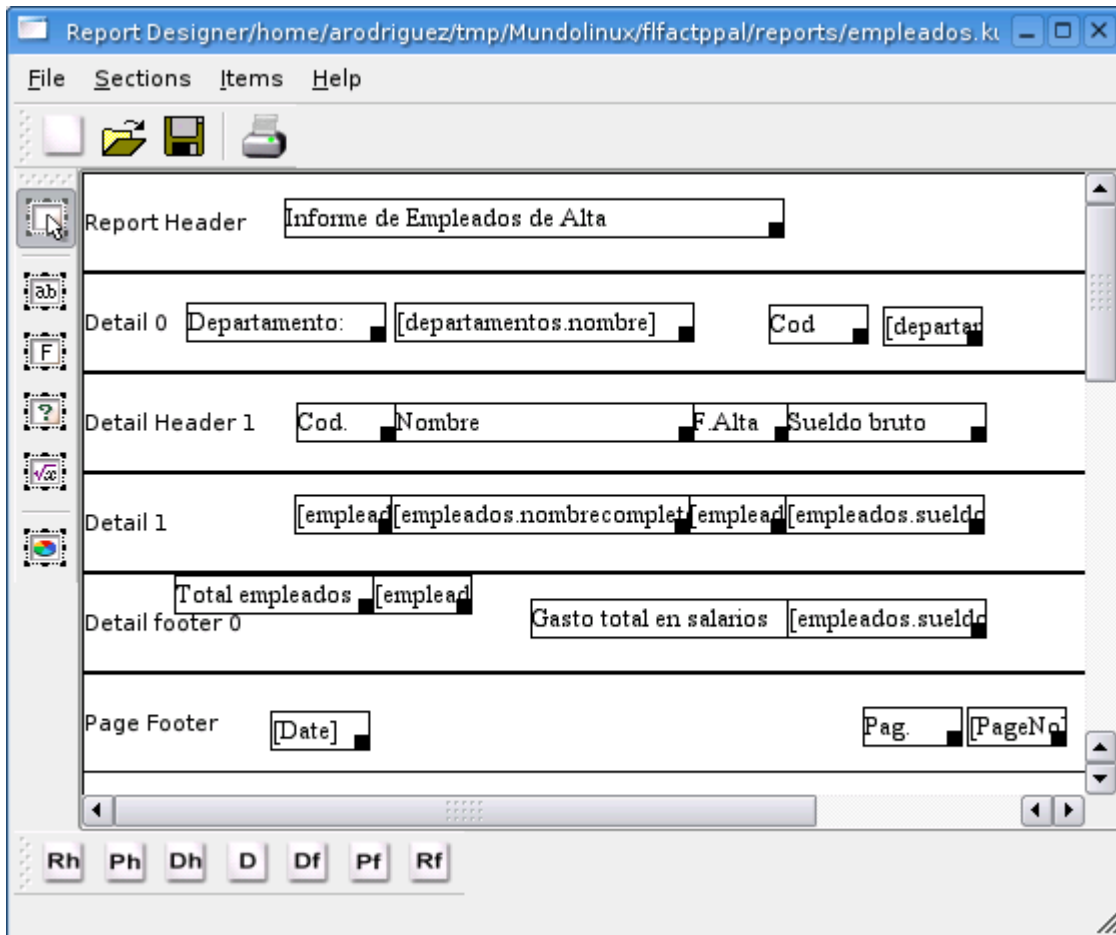 Report Designer/home/arodriguez/tmp/Mundolinux/flfactppal/reports/empleados.ku
File Sections Items Help
Report Header Informe de Empleados de Alta
ab
Detail 0 Departamento: [departamentos.nombre] Cod [departar
F
?
Detail Header 1 Cod. Nombre F.Alta Sueldo bruto
√x
Detail 1 [emplead [empleados.nombrecomplet [emplead [empleados.sueldo
Total empleados [emplead
Detail footer 0 Gasto total en salarios [empleados.sueldo
Page Footer [Date] Pag. [PageNo]
Rh Ph Dh D Df Pf Rf